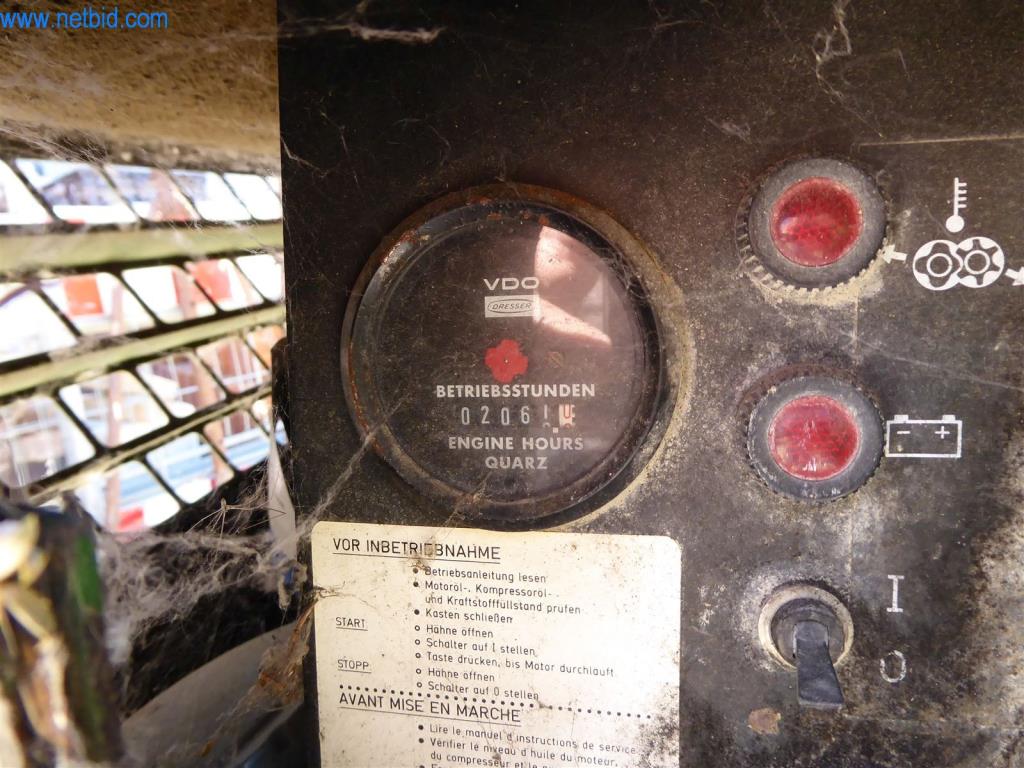 www.netbid.com
VDO
DRESSER
BETRIEBSSTUNDEN
0206
ENGINE HOURS
QUARZ
I
O
VOR INBETRIEBNAHME
• Betriebsanleitung lesen
• Motoröl-, Kompressoröl-
und Kraftstoffüllstand prüfen
• Kasten schließen
START
o Hähne öffnen
o Schalter auf I stellen
o Taste drücken, bis Motor durchläuft
STOPP
o Hähne öffnen
o Schalter auf 0 stellen
AVANT MISE EN MARCHE
• Lire le manuel d'instructions de service
• Vérifier le niveau d'huile du moteur,
du compresseur et le